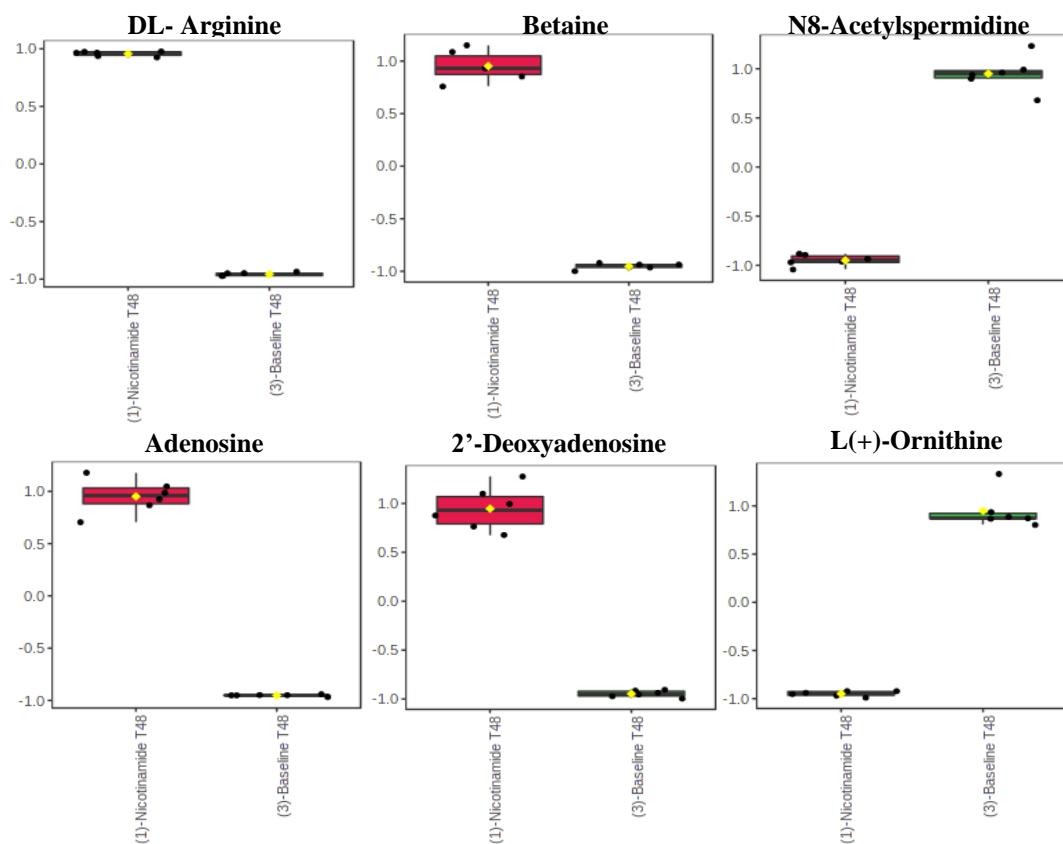 DL- Arginine
1.0
0.5
0.0
-0.5
-1.0
(1)-Nicotinamide T48
(3)-Baseline T48
Betaine
1.0
0.5
0.0
-0.5
-1.0
(1)-Nicotinamide T48
(3)-Baseline T48
N8-Acetylspermidine
1.0
0.5
0.0
-0.5
-1.0
(1)-Nicotinamide T48
(3)-Baseline T48
Adenosine
1.0
0.5
0.0
-0.5
-1.0
(1)-Nicotinamide T48
(3)-Baseline T48
2’-Deoxyadenosine
1.0
0.5
0.0
-0.5
-1.0
(1)-Nicotinamide T48
(3)-Baseline T48
L(+)-Ornithine
1.0
0.5
0.0
-0.5
-1.0
(1)-Nicotinamide T48
(3)-Baseline T48